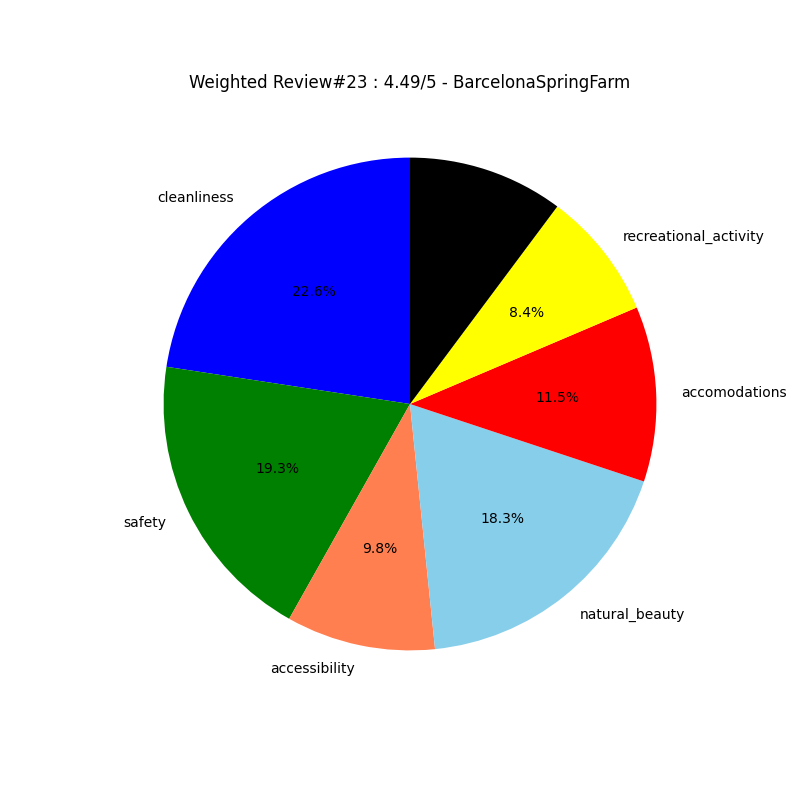 Weighted Review#23 : 4.49/5 - BarcelonaSpringFarm
cleanliness
recreational_activity
22.6%
8.4%
accomodations
11.5%
19.3%
18.3%
safety
9.8%
natural_beauty
accessibility